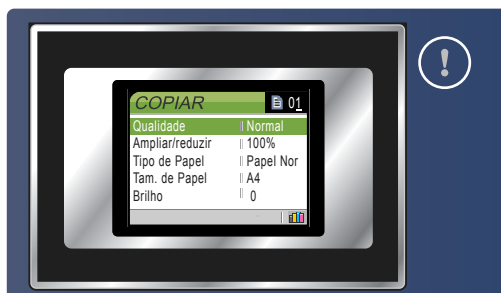 COPIAR 01
Qualidade Normal
Ampliar/reduzir 100%
Tipo de Papel Papel Nor
Tam. de Papel A4
Brilho 0
!